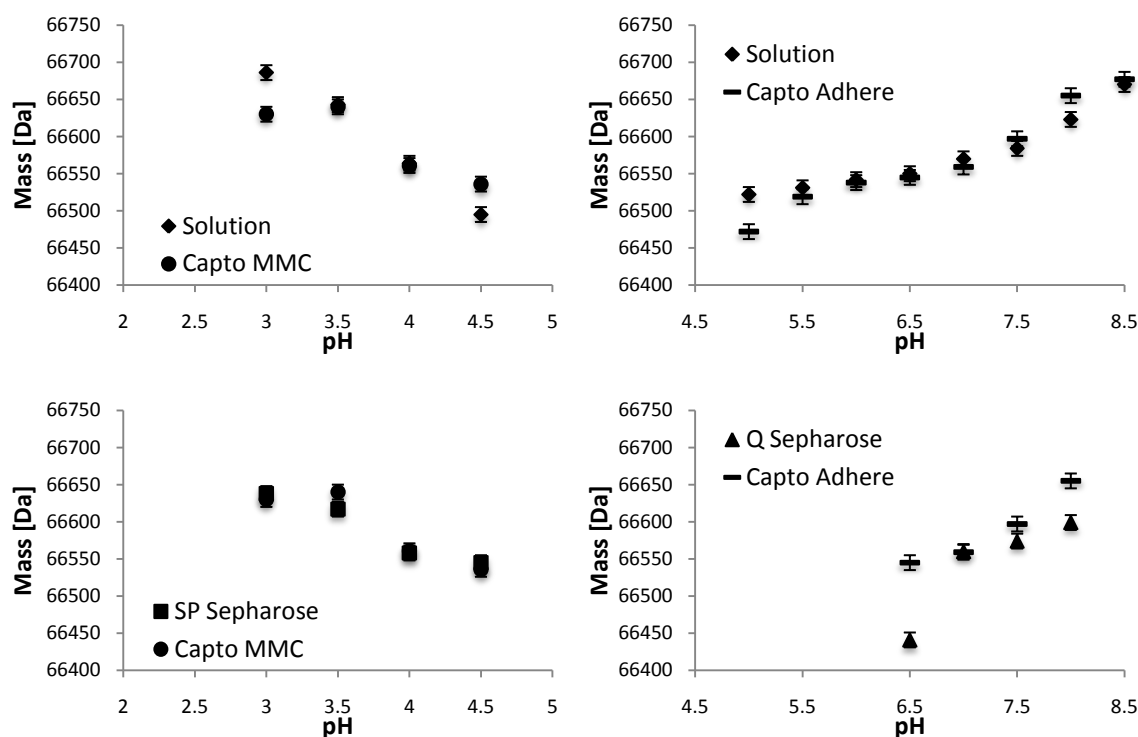 66750
66700
66650
66600
66550
66500
66450
66400
Mass [Da]
Solution
Capto MMC
2 2.5 3 3.5 4 4.5 5
pH
66750
66700
66650
66600
66550
66500
66450
66400
Mass [Da]
Solution
Capto Adhere
4.5 5.5 6.5 7.5 8.5
pH
66750
66700
66650
66600
66550
66500
66450
66400
Mass [Da]
SP Sepharose
Capto MMC
2 2.5 3 3.5 4 4.5 5
pH
66750
66700
66650
66600
66550
66500
66450
66400
Mass [Da]
Q Sepharose
Capto Adhere
4.5 5.5 6.5 7.5 8.5
pH